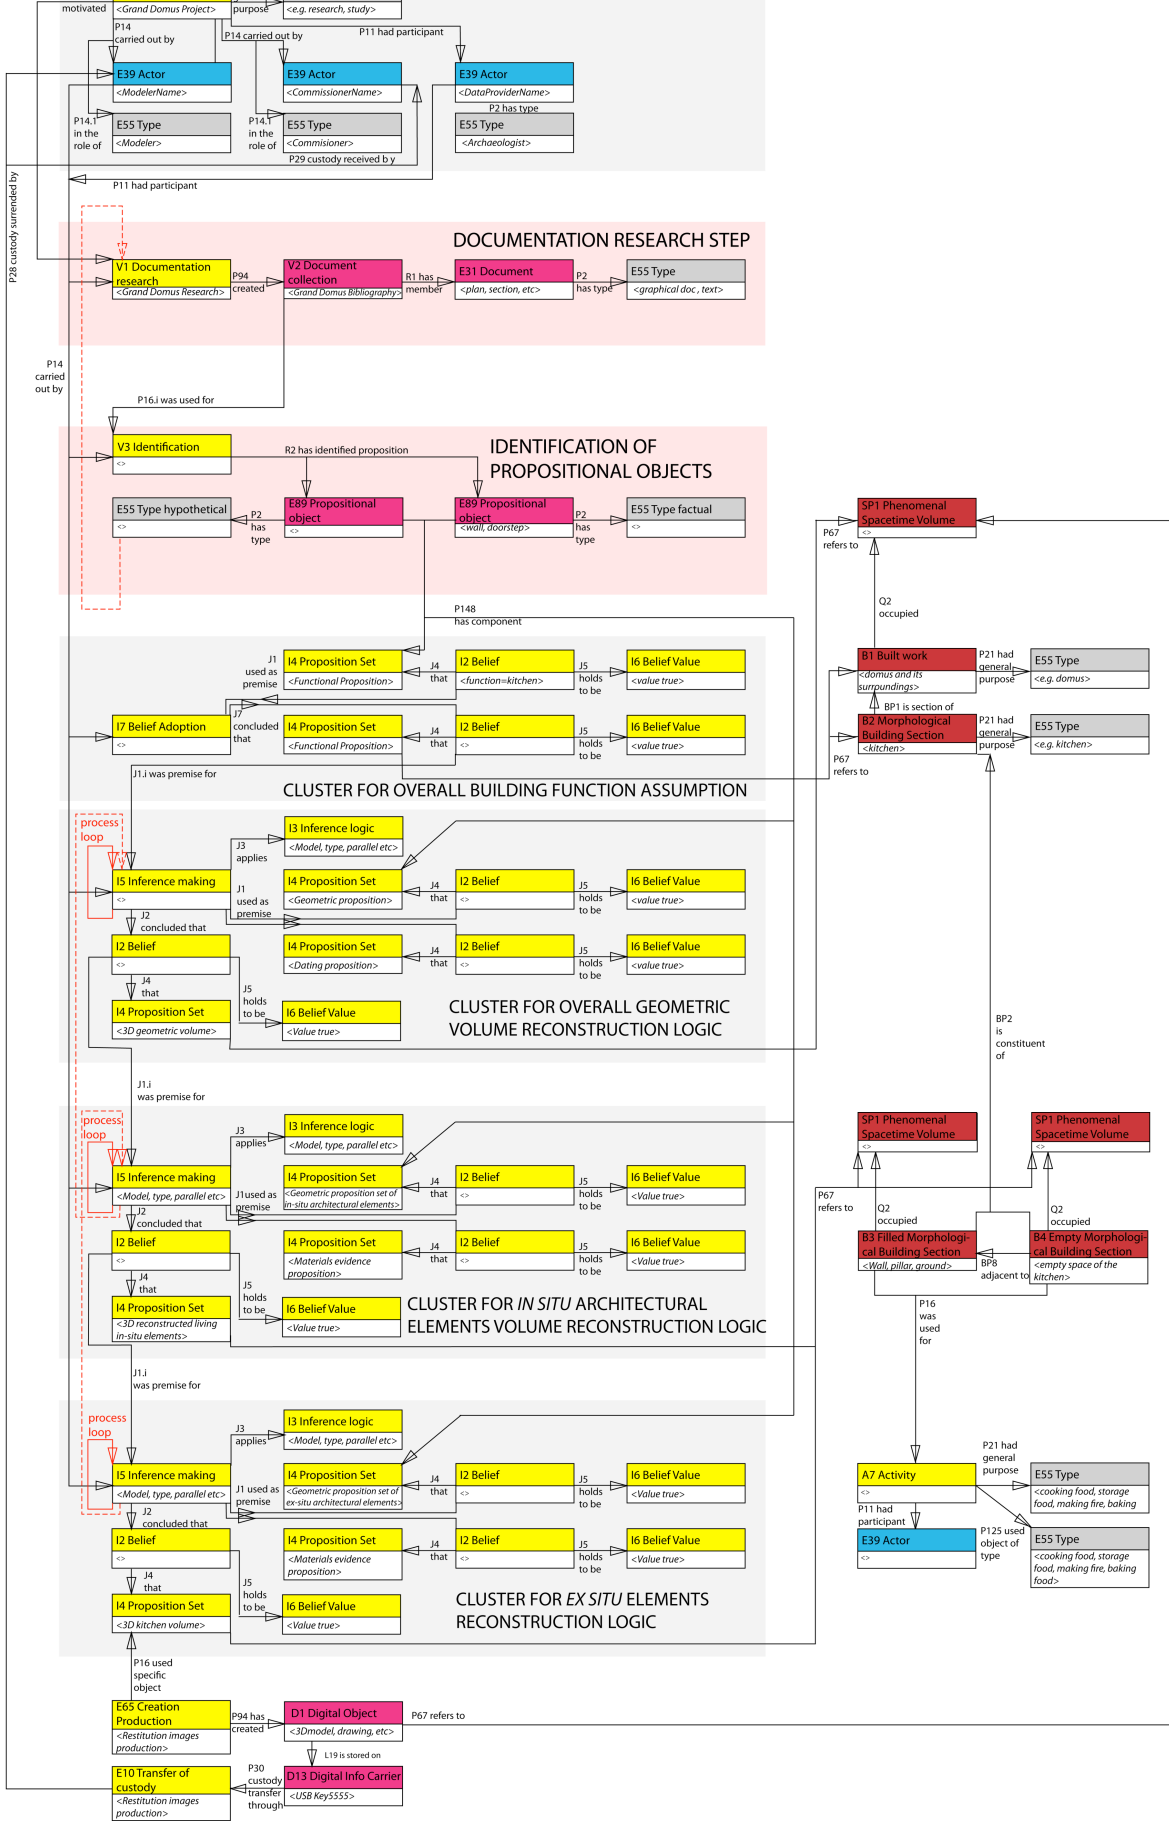 motivated
<Grand Domus Project>
purpose
<e.g. research, study>
P14
carried out by
P14 carried out by
P11 had participant
E39 Actor
<ModelerName>
E39 Actor
<CommissionerName>
E39 Actor
<DataProviderName>
P2 has type
P14.1
in the
role of
E55 Type
<Modeler>
P14.1
in the
role of
E55 Type
<Commisioner>
E55 Type
<Archaeologist>
P29 custody received b y
P11 had participant
P28 custody surrended by
DOCUMENTATION RESEARCH STEP
V1 Documentation
research
<Grand Domus Research>
P94
created
V2 Document
collection
<Grand Domus Bibliography>
R1 has
member
E31 Document
<plan, section, etc>
P2
has type
E55 Type
<graphical doc , text>
P14
carried
out by
P16.i was used for
V3 Identification
<>
R2 has identified proposition
IDENTIFICATION OF
PROPOSITIONAL OBJECTS
E55 Type hypothetical
<>
P2
has
type
E89 Propositional
object
<>
E89 Propositional
object
<wall, doorstep>
P2
has
type
E55 Type factual
<>
SP1 Phenomenal
Spacetime Volume
<>
P67
refers to
Q2
occupied
P148
has component
J1
used as
premise
I4 Proposition Set
<Functional Proposition>
J4
that
I2 Belief
<function=kitchen>
J5
holds
to be
I6 Belief Value
<value true>
B1 Built work
<domus and its
surrpundings>
P21 had
general
purpose
E55 Type
<e.g. domus>
BP1 is section of
I7 Belief Adoption
<>
J7
concluded
that
I4 Proposition Set
<Functional Proposition>
J4
that
I2 Belief
<>
J5
holds
to be
I6 Belief Value
<value true>
B2 Morphological
Building Section
<kitchen>
P21 had
general
purpose
E55 Type
<e.g. kitchen>
P67
refers to
J1.i was premise for
CLUSTER FOR OVERALL BUILDING FUNCTION ASSUMPTION
process
loop
I3 Inference logic
<Model, type, parallel etc>
J3
applies
I5 Inference making
<>
J1
used as
premise
I4 Proposition Set
<Geometric proposition>
J4
that
I2 Belief
<>
J5
holds
to be
I6 Belief Value
<value true>
J2
concluded that
I2 Belief
<>
I4 Proposition Set
<Dating proposition>
J4
that
I2 Belief
<>
J5
holds
to be
I6 Belief Value
<value true>
J4
that
J5
holds
to be
I4 Proposition Set
<3D geometric volume>
I6 Belief Value
<Value true>
CLUSTER FOR OVERALL GEOMETRIC
VOLUME RECONSTRUCTION LOGIC
BP2
is
constituent
of
J1.i
was premise for
process
loop
I3 Inference logic
<Model, type, parallel etc>
J3
applies
SP1 Phenomenal
Spacetime Volume
<>
SP1 Phenomenal
Spacetime Volume
<>
I5 Inference making
<Model, type, parallel etc>
J1used as
premise
I4 Proposition Set
<Geometric proposition set of
in-situ architectural elements>
J4
that
I2 Belief
<>
J5
holds
to be
I6 Belief Value
<Value true>
P67
refers to
Q2
occupied
Q2
occupied
J2
concluded that
I2 Belief
<>
I4 Proposition Set
<Materials evidence
proposition>
J4
that
I2 Belief
<>
J5
holds
to be
I6 Belief Value
<Value true>
B3 Filled Morphologi-
cal Building Section
<Wall, pillar, ground>
BP8
adjacent to
B4 Empty Morphologi-
cal Building Section
<empty space of the
kitchen>
J4
that
J5
holds
to be
I4 Proposition Set
<3D reconstructed living
in-situ elements>
I6 Belief Value
<Value true>
CLUSTER FOR IN SITU ARCHITECTURAL
ELEMENTS VOLUME RECONSTRUCTION LOGIC
P16
was
used
for
J1.i
was premise for
process
loop
I3 Inference logic
<Model, type, parallel etc>
J3
applies
I5 Inference making
<Model, type, parallel etc>
J1 used as
premise
I4 Proposition Set
<Geometric proposition set of
ex-situ architectural elements>
J4
that
I2 Belief
<>
J5
holds
to be
I6 Belief Value
<Value true>
A7 Activity
<>
P21 had
general
purpose
E55 Type
<cooking food, storage
food, making fire, baking
P11 had
participant
J2
concluded that
I2 Belief
<>
I4 Proposition Set
<Materials evidence
proposition>
J4
that
I2 Belief
<>
J5
holds
to be
I6 Belief Value
<Value true>
E39 Actor
<>
P125 used
object of
type
E55 Type
<cooking food, storage
food, making fire, baking
food>
J4
that
J5
holds
to be
I4 Proposition Set
<3D kitchen volume>
I6 Belief Value
<Value true>
CLUSTER FOR EX SITU ELEMENTS
RECONSTRUCTION LOGIC
P16 used
specific
object
E65 Creation
Production
<Restitution images
production>
P94 has
created
D1 Digital Object
<3Dmodel, drawing, etc>
P67 refers to
L19 is stored on
E10 Transfer of
custody
<Restitution images
production>
P30
custody
transfer
through
D13 Digital Info Carrier
<USB Key5555>